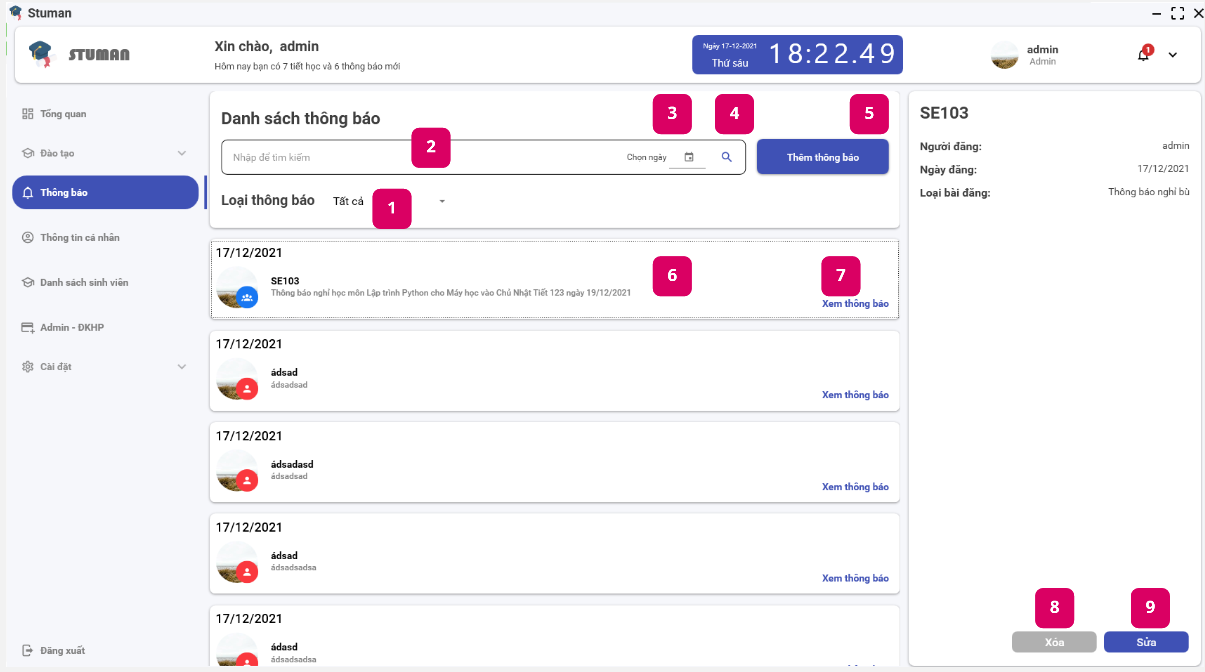 Stuman
STUMAN
Xin chào, admin
Hôm nay bạn có 7 tiết học và 6 thông báo mới
Ngày 17-12-2021
Thứ sáu
18:22.49
admin
Admin
1
Tổng quan
Đào tạo
Thông báo
Thông tin cá nhân
Danh sách sinh viên
Admin - ĐKHP
Cài đặt
Đăng xuất
Danh sách thông báo
3
4
5
2
Nhập để tìm kiếm
Chọn ngày
Thêm thông báo
Loại thông báo
Tất cả
1
17/12/2021
SE103
Thông báo nghỉ học môn Lập trình Python cho Máy học vào Chủ Nhật Tiết 123 ngày 19/12/2021
6
7
Xem thông báo
17/12/2021
ádsad
ádsadsad
Xem thông báo
17/12/2021
ádsadasd
ádsadsad
Xem thông báo
17/12/2021
ádsad
ádsadsadsa
Xem thông báo
17/12/2021
ádasd
ádsadsadsa
SE103
Người đăng:
admin
Ngày đăng:
17/12/2021
Loại bài đăng:
Thông báo nghỉ bù
8
9
Xóa
Sửa